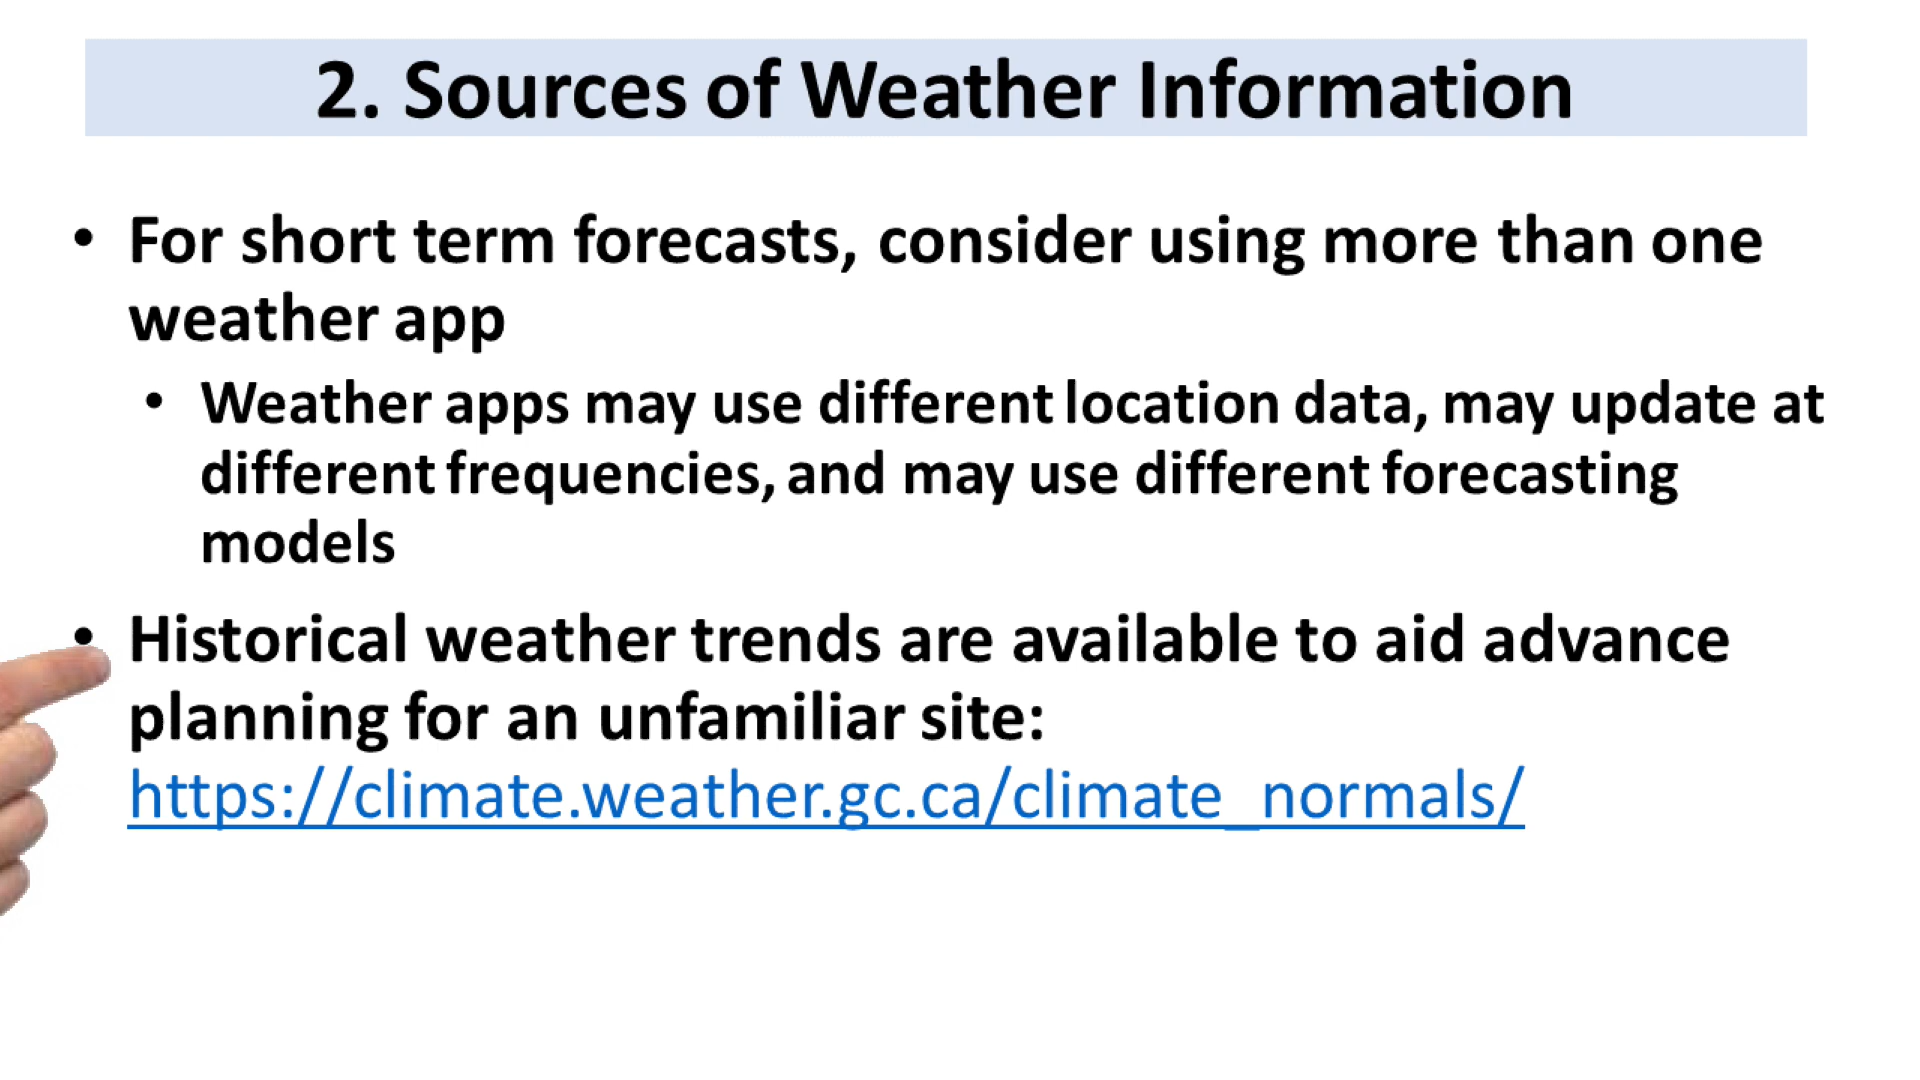 2. Sources of Weather Information
• For short term forecasts, consider using more than one
weather app
• Weather apps may use different location data, may update at
different frequencies, and may use different forecasting
models
• Historical weather trends are available to aid advance
planning for an unfamiliar site:
https://climate.weather.gc.ca/climate_normals/